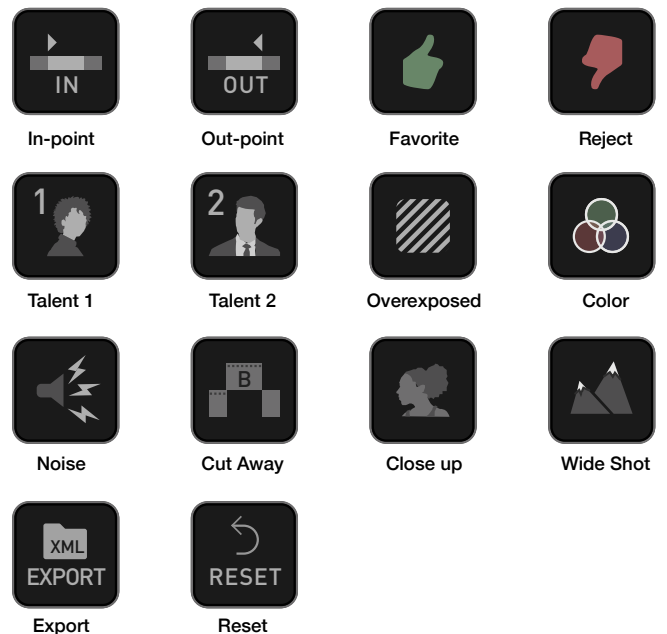 IN
OUT
In-point
Out-point
Favorite
Reject
1
2
Talent 1
Talent 2
Overexposed
Color
B
Noise
Cut Away
Close up
Wide Shot
XML
EXPORT
RESET
Export
Reset